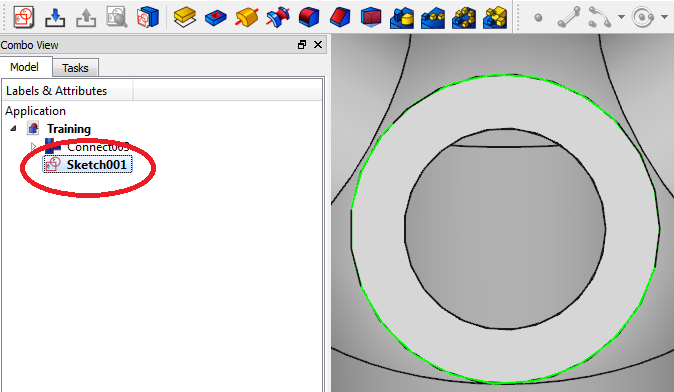 Combo View
Model Tasks
Labels & Attributes
Application
Training
Connect003
Sketch001